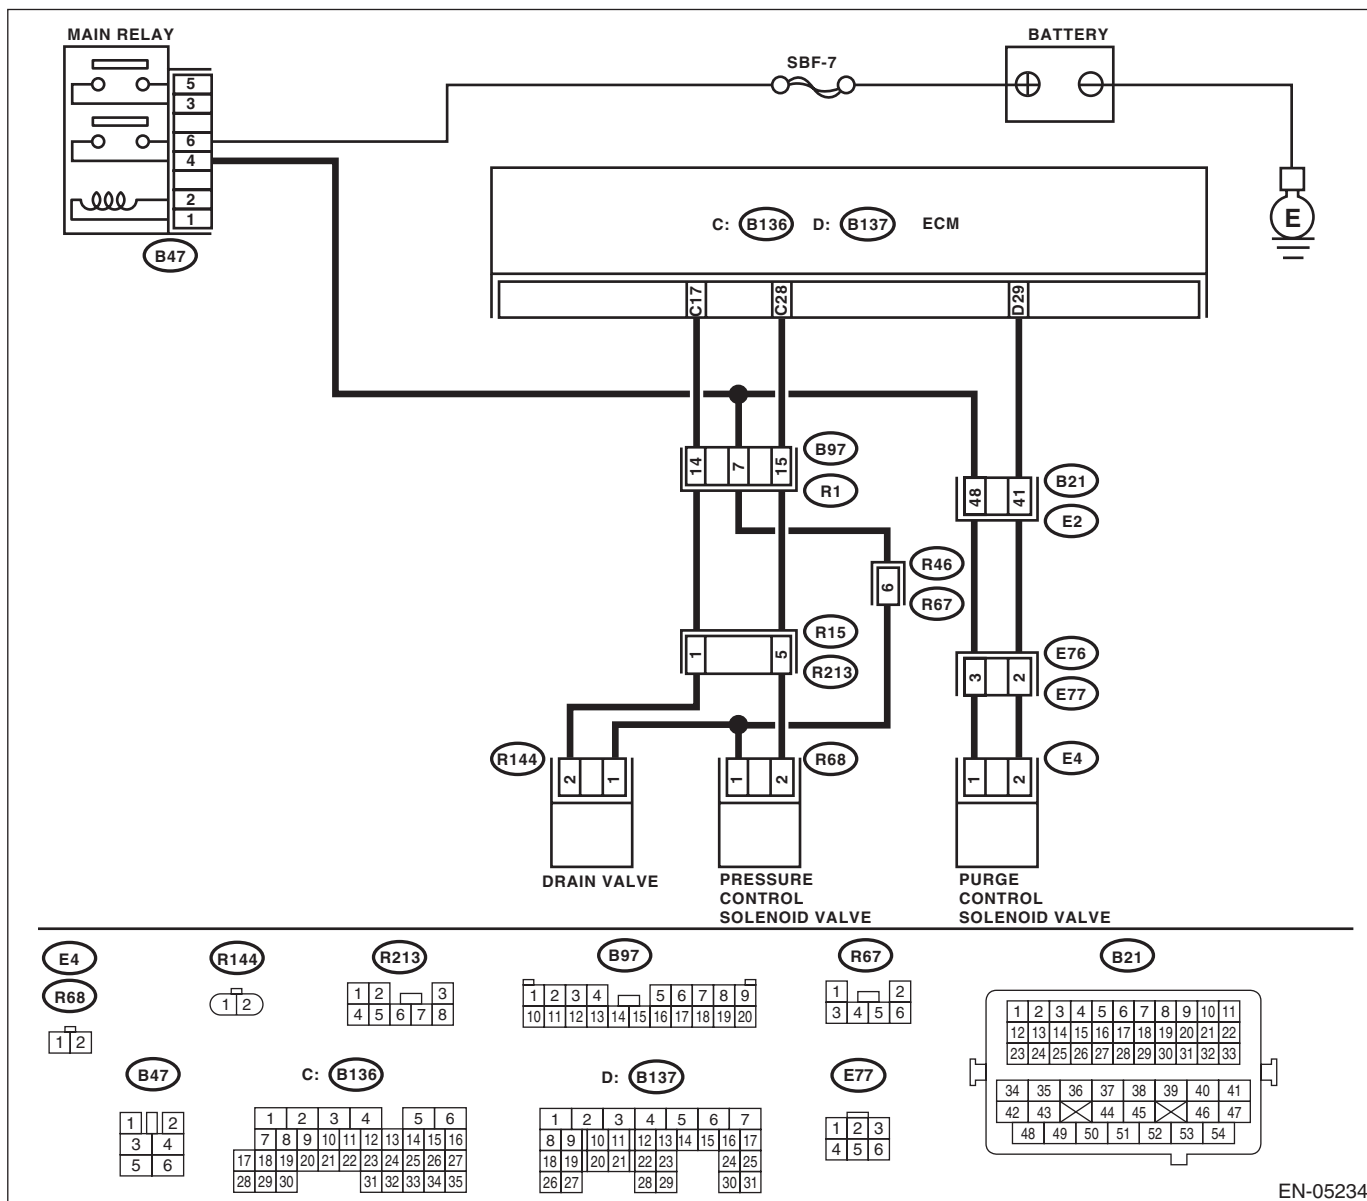 MAIN RELAY
BATTERY
SBF-7
5
3
6
4
2
1
B47
E
C: B136 D: B137 ECM
C17 C28 D29
14 7 15
B97
R1
48 41
B21
E2
6
R46
R67
1 5
R15
R213
3 2
E76
E77
R144
2 1
1 2
R68
1 2
E4
DRAIN VALVE
PRESSURE
CONTROL
SOLENOID VALVE
PURGE
CONTROL
SOLENOID VALVE
E4
R68
1 2
R144
1 2
R213
1 2 3
4 5 6 7 8
B97
1 2 3 4 5 6 7 8 9
10 11 12 13 14 15 16 17 18 19 20
R67
1 2
3 4 5 6
B21
1 2 3 4 5 6 7 8 9 10 11
12 13 14 15 16 17 18 19 20 21 22
23 24 25 26 27 28 29 30 31 32 33
34 35 36 37 38 39 40 41
42 43 44 45 46 47
48 49 50 51 52 53 54
B47
1 2
3 4
5 6
C: B136
1 2 3 4 5 6
7 8 9 10 11 12 13 14 15 16
17 18 19 20 21 22 23 24 25 26 27
28 29 30 31 32 33 34 35
D: B137
1 2 3 4 5 6 7
8 9 10 11 12 13 14 15 16 17
18 19 20 21 22 23 24 25
26 27 28 29 30 31
E77
1 2 3
4 5 6
EN-05234